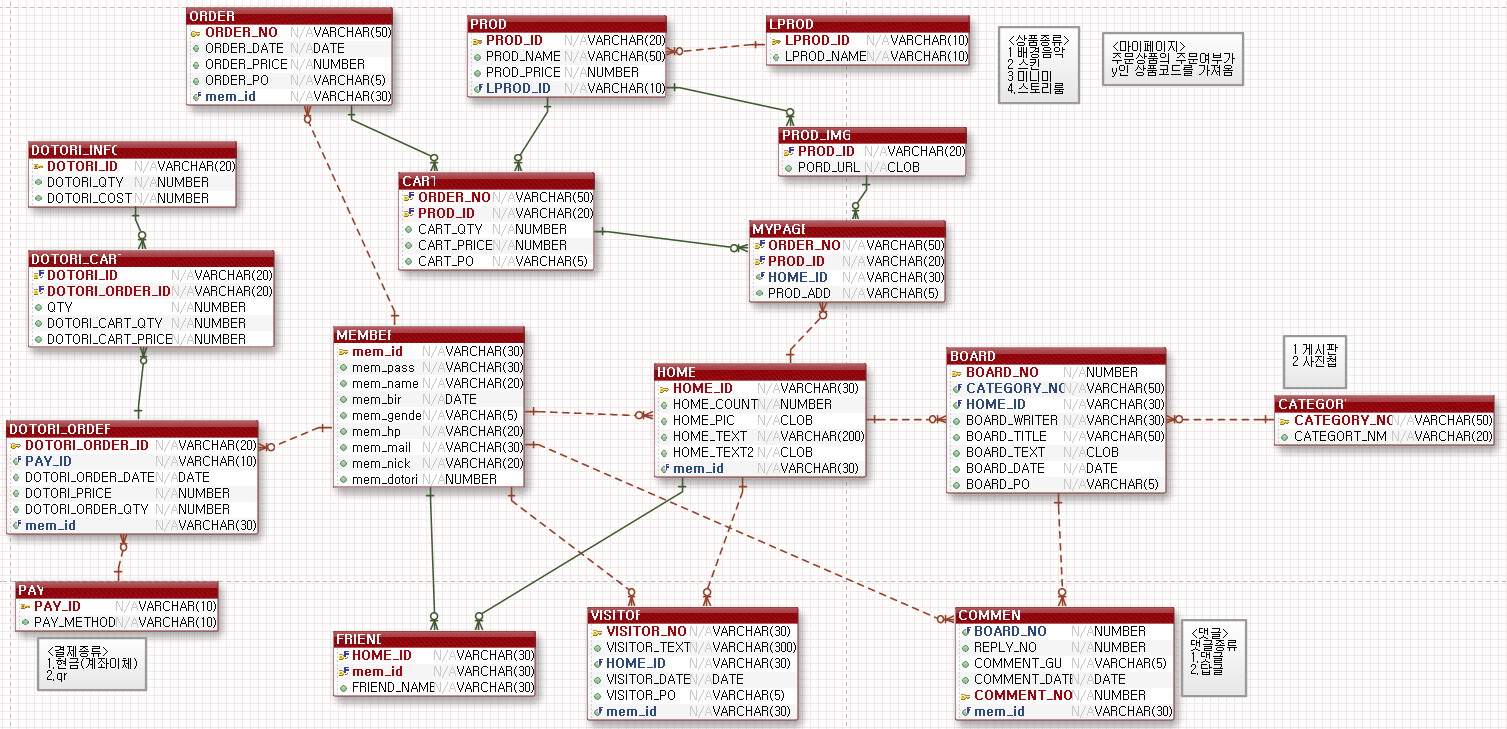 ORDER
ORDER_NO N/A VARCHAR(50)
ORDER_DATE N/A DATE
ORDER_PRICE N/A NUMBER
ORDER_PO N/A VARCHAR(5)
mem_id N/A VARCHAR(30)
PROD
PROD_ID N/A VARCHAR(20)
PROD_NAME N/A VARCHAR(50)
PROD_PRICE N/A NUMBER
LPROD_ID N/A VARCHAR(10)
LPROD
LPROD_ID N/A VARCHAR(10)
LPROD_NAME N/A VARCHAR(10)
<상품종류>
1 배경음악
2 스킨
3 미니미
4.스토리룸
<마이페이지>
주문상품의 주문여부가
y인 상품코드를 가져옴
DOTORI_INFO
DOTORI_ID N/A VARCHAR(20)
DOTORI_QTY N/A NUMBER
DOTORI_COST N/A NUMBER
PROD_IMG
PROD_ID N/A VARCHAR(20)
PORD_URL N/A CLOB
CART
ORDER_NO N/A VARCHAR(50)
PROD_ID N/A VARCHAR(20)
CART_QTY N/A NUMBER
CART_PRICE N/A NUMBER
CART_PO N/A VARCHAR(5)
MYPAGE
ORDER_NO N/A VARCHAR(50)
PROD_ID N/A VARCHAR(20)
HOME_ID N/A VARCHAR(30)
PROD_ADD N/A VARCHAR(5)
DOTORI_CAR
DOTORI_ID N/A VARCHAR(20)
DOTORI_ORDER_ID N/A VARCHAR(20)
QTY N/A NUMBER
DOTORI_CART_QTY N/A NUMBER
DOTORI_CART_PRICE N/A NUMBER
MEMBER
mem_id N/A VARCHAR(30)
mem_pass N/A VARCHAR(30)
mem_name N/A VARCHAR(20)
mem_bir N/A DATE
mem_gende N/A VARCHAR(5)
mem_hp N/A VARCHAR(20)
mem_mail N/A VARCHAR(30)
mem_nick N/A VARCHAR(20)
mem_dotori N/A NUMBER
HOME
HOME_ID N/A VARCHAR(30)
HOME_COUNT N/A NUMBER
HOME_PIC N/A CLOB
HOME_TEXT N/A VARCHAR(200)
HOME_TEXT2 N/A CLOB
mem_id N/A VARCHAR(30)
BOARD
BOARD_NO N/A NUMBER
CATEGORY_NO N/A VARCHAR(50)
HOME_ID N/A VARCHAR(30)
BOARD_WRITER N/A VARCHAR(30)
BOARD_TITLE N/A VARCHAR(50)
BOARD_TEXT N/A CLOB
BOARD_DATE N/A DATE
BOARD_PO N/A VARCHAR(5)
1 게시판
2 사진첩
CATEGOR
CATEGORY_NO N/A VARCHAR(50)
CATEGORT_NM N/A VARCHAR(20)
DOTORI_ORDER
DOTORI_ORDER_ID N/A VARCHAR(20)
PAY_ID N/A VARCHAR(10)
DOTORI_ORDER_DATE N/A DATE
DOTORI_PRICE N/A NUMBER
DOTORI_ORDER_QTY N/A NUMBER
mem_id N/A VARCHAR(30)
PAY
PAY_ID N/A VARCHAR(10)
PAY_METHOD N/A VARCHAR(10)
<결제종류>
1.현금(계좌이체)
2.qr
FRIEND
HOME_ID N/A VARCHAR(30)
mem_id N/A VARCHAR(30)
FRIEND_NAME N/A VARCHAR(30)
VISITOR
VISITOR_NO N/A VARCHAR(30)
VISITOR_TEXT N/A VARCHAR(300)
HOME_ID N/A VARCHAR(30)
VISITOR_DATE N/A DATE
VISITOR_PO N/A VARCHAR(5)
mem_id N/A VARCHAR(30)
COMMEN
BOARD_NO N/A NUMBER
REPLY_NO N/A NUMBER
COMMENT_GU N/A VARCHAR(5)
COMMENT_DATE N/A DATE
COMMENT_NO N/A NUMBER
mem_id N/A VARCHAR(30)
<댓글>
댓글종류
1.댓글
2.답글